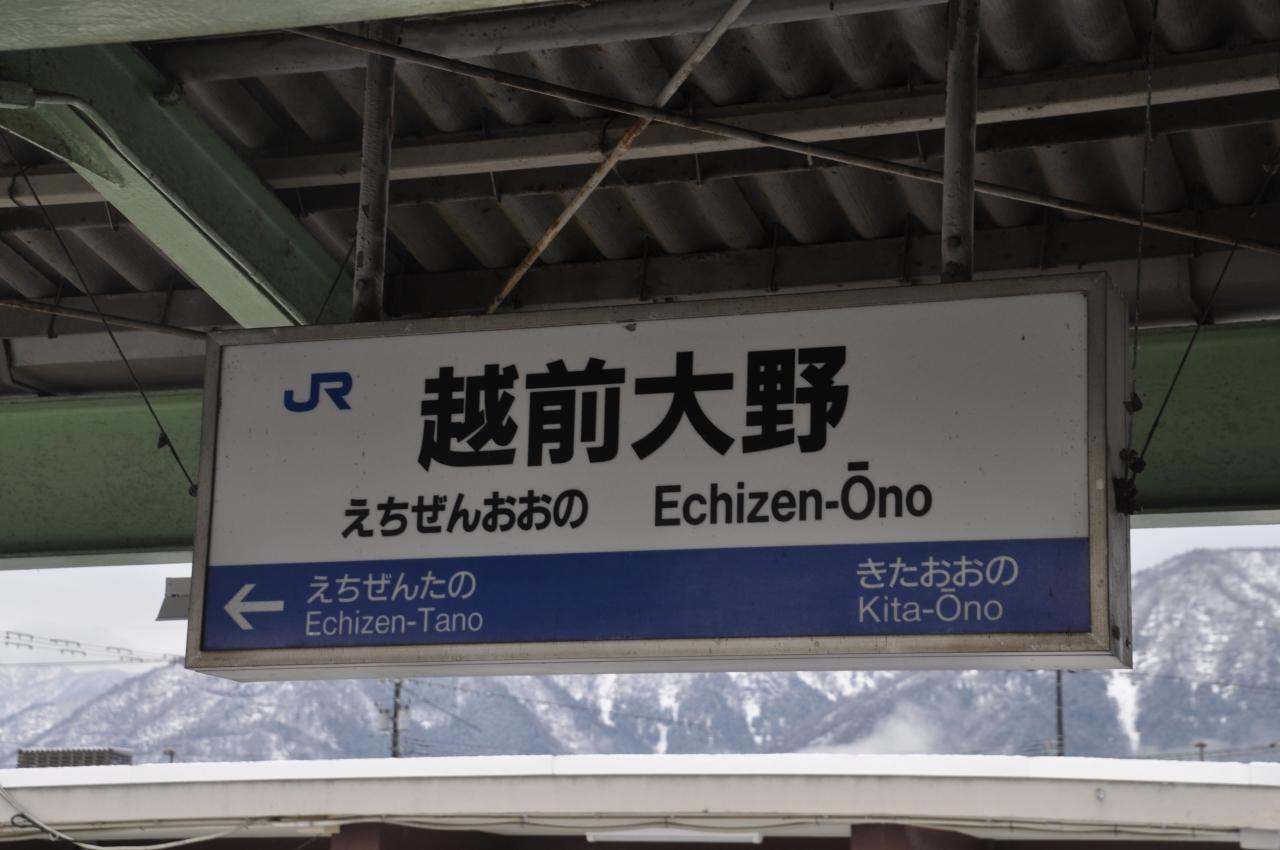 JR 越前大野
えちぜんおおの Echizen-Ōno
えちぜんたの きたおおの
← Echizen-Tano Kita-Ōno